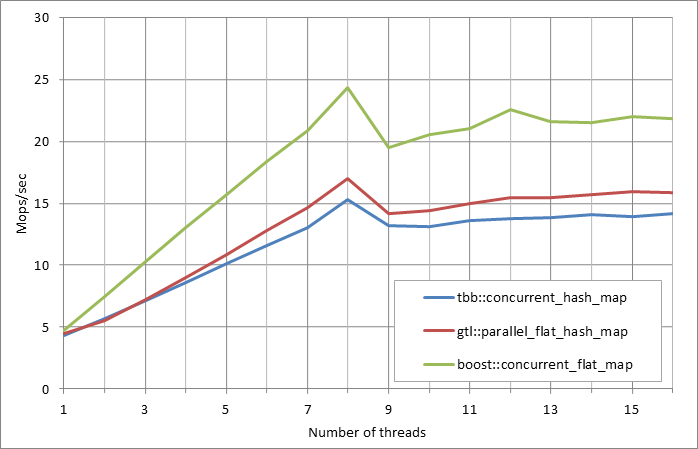 30
25
20
15
10
5
0
Mops/sec
1 3 5 7 9 11 13 15
Number of threads
tbb::concurrent_hash_map
gtl::parallel_flat_hash_map
boost::concurrent_flat_map